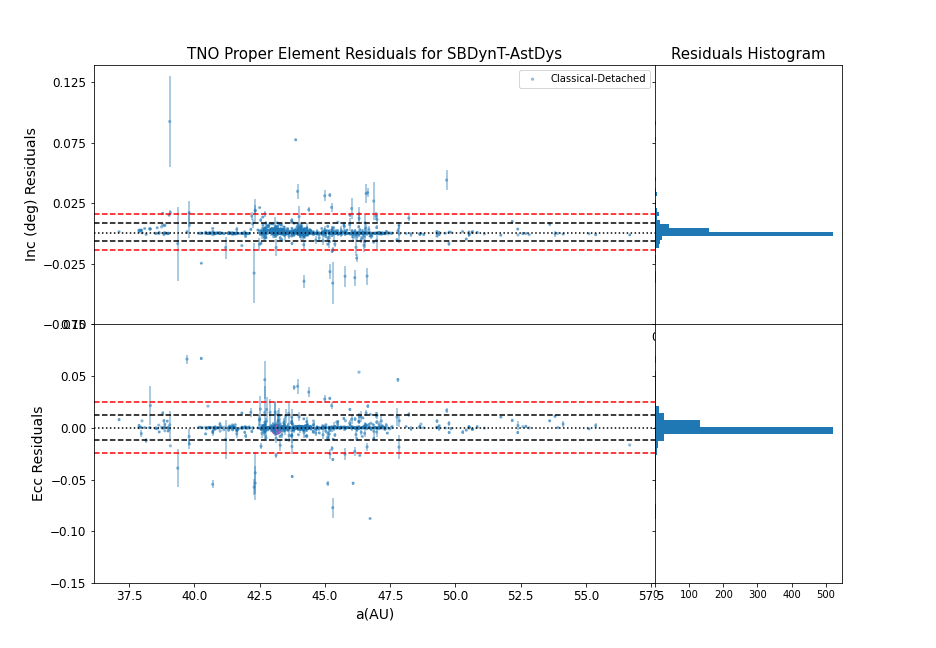 TNO Proper Element Residuals for SBDynT-AstDys
Residuals Histogram
Classical-Detached
Inc (deg) Residuals
0.125
0.075
0.025
−0.025
−0.075
0.10
0.05
0.00
−0.05
−0.10
−0.15
Ecc Residuals
37.5 40.0 42.5 45.0 47.5 50.0 52.5 55.0 57.5
100 200 300 400 500
a(AU)